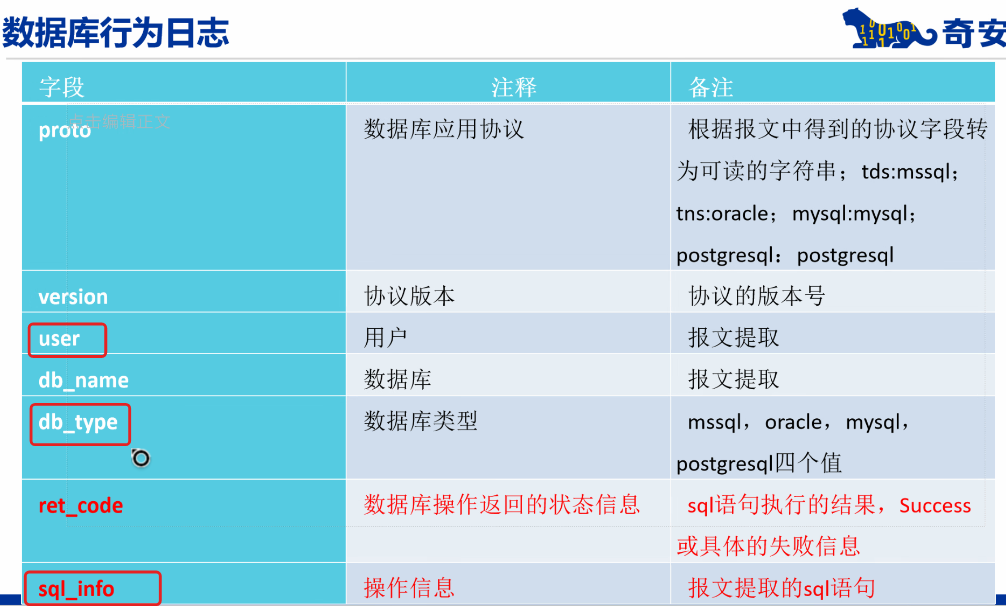 数据库行为日志
奇安
字段 注释 备注
点击编辑正文
proto 数据库应用协议 根据报文中得到的协议字段转
为可读的字符串；tds:mssql；
tns:oracle；mysql:mysql；
postgresql：postgresql
version 协议版本 协议的版本号
user 用户 报文提取
db_name 数据库 报文提取
db_type 数据库类型 mssql，oracle，mysql，
postgresql四个值
ret_code 数据库操作返回的状态信息 sql语句执行的结果，Success
或具体的失败信息
sql_info 操作信息 报文提取的sql语句